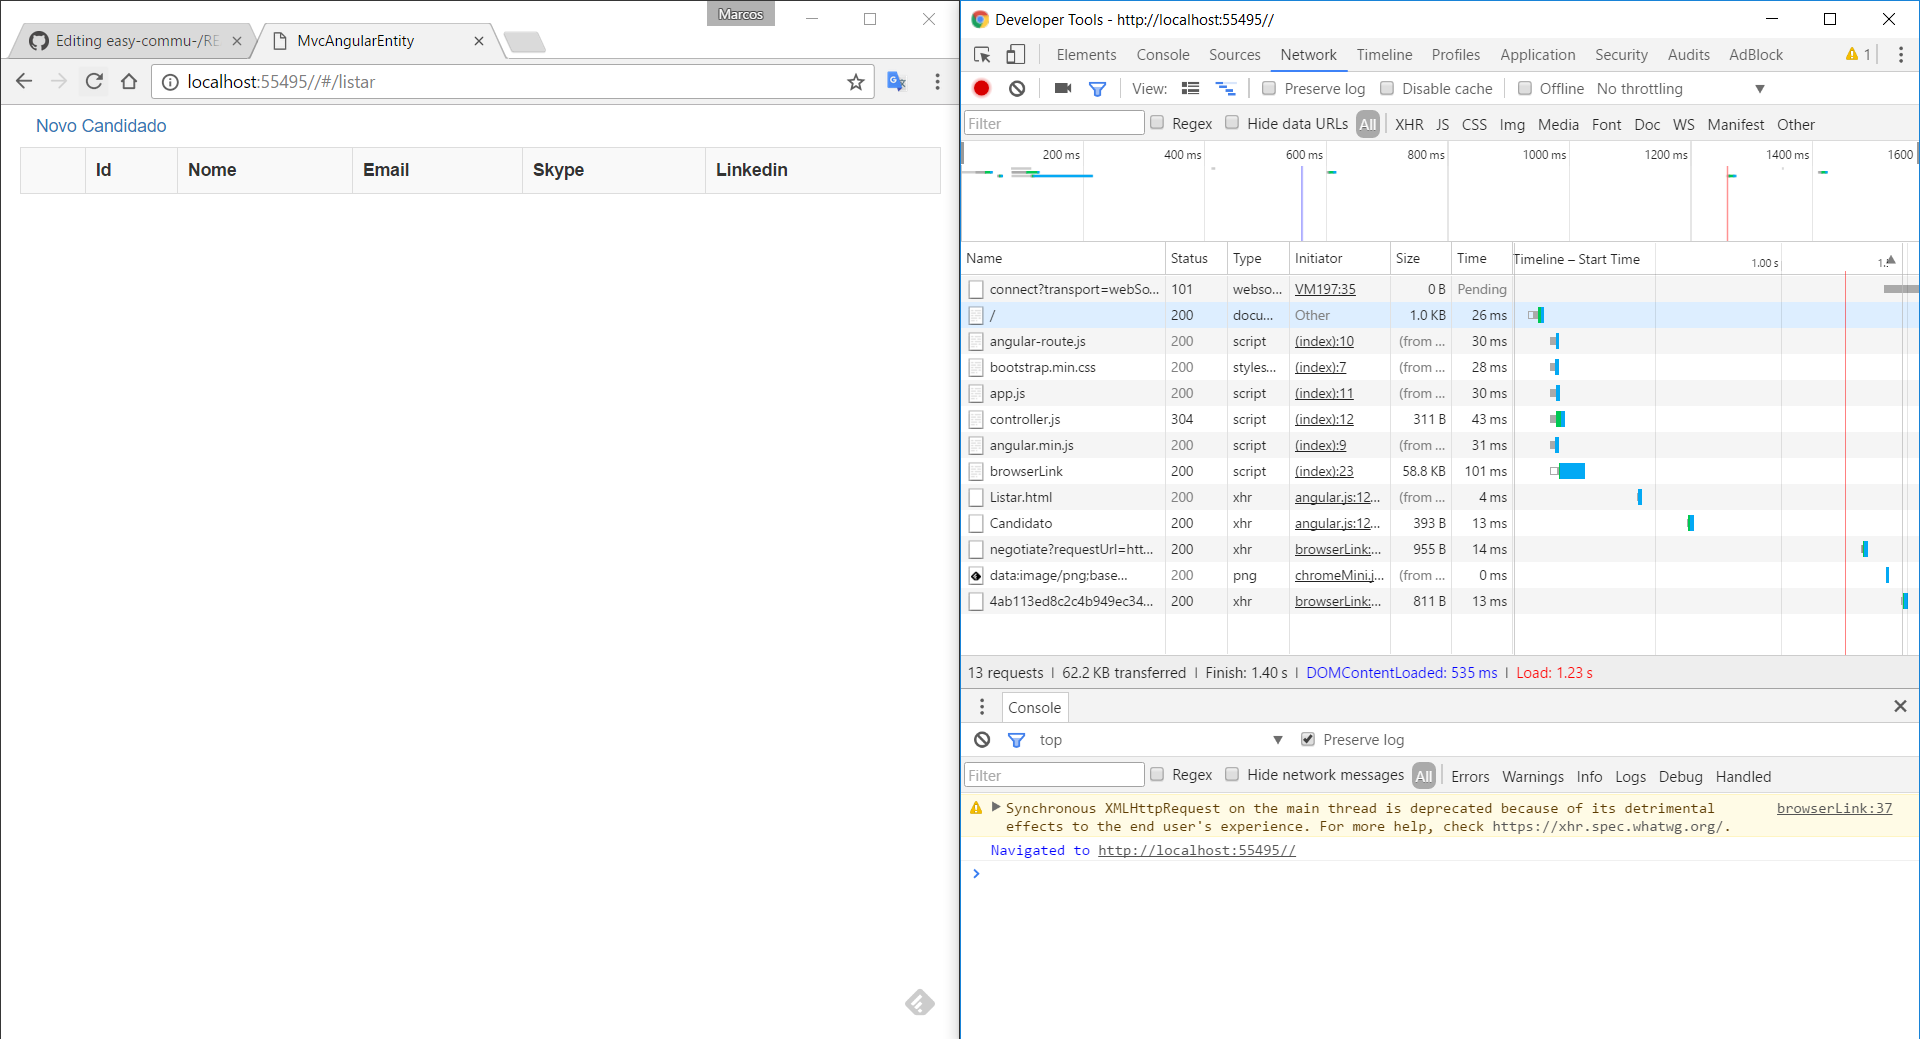 Marcos
Editing easy-commu-/RE
MvcAngularEntity
localhost:55495//#/listar
Novo Candidado
Id Nome Email Skype Linkedin
Developer Tools - http://localhost:55495//
Elements Console Sources Network Timeline Profiles Application Security Audits AdBlock 1
View: Preserve log Disable cache Offline No throttling
Filter Regex Hide data URLs All XHR JS CSS Img Media Font Doc WS Manifest Other
200 ms 400 ms 600 ms 800 ms 1000 ms 1200 ms 1400 ms 1600
Name Status Type Initiator Size Time Timeline – Start Time 1.00 s 1..
connect?transport=webSo... 101 webso... VM197:35 0 B Pending
/ 200 docu... Other 1.0 KB 26 ms
angular-route.js 200 script (index):10 (from ... 30 ms
bootstrap.min.css 200 styles... (index):7 (from ... 28 ms
app.js 200 script (index):11 (from ... 30 ms
controller.js 304 script (index):12 311 B 43 ms
angular.min.js 200 script (index):9 (from ... 31 ms
browserLink 200 script (index):23 58.8 KB 101 ms
Listar.html 200 xhr angular.js:12... (from ... 4 ms
Candidato 200 xhr angular.js:12... 393 B 13 ms
negotiate?requestUrl=htt... 200 xhr browserLink:... 955 B 14 ms
data:image/png;base... 200 png chromeMini.j... (from ... 0 ms
4ab113ed8c2c4b949ec34... 200 xhr browserLink:... 811 B 13 ms
13 requests | 62.2 KB transferred | Finish: 1.40 s | DOMContentLoaded: 535 ms | Load: 1.23 s
Console
top Preserve log
Filter Regex Hide network messages All Errors Warnings Info Logs Debug Handled
Synchronous XMLHttpRequest on the main thread is deprecated because of its detrimental browserLink:37
effects to the end user's experience. For more help, check https://xhr.spec.whatwg.org/.
Navigated to http://localhost:55495//